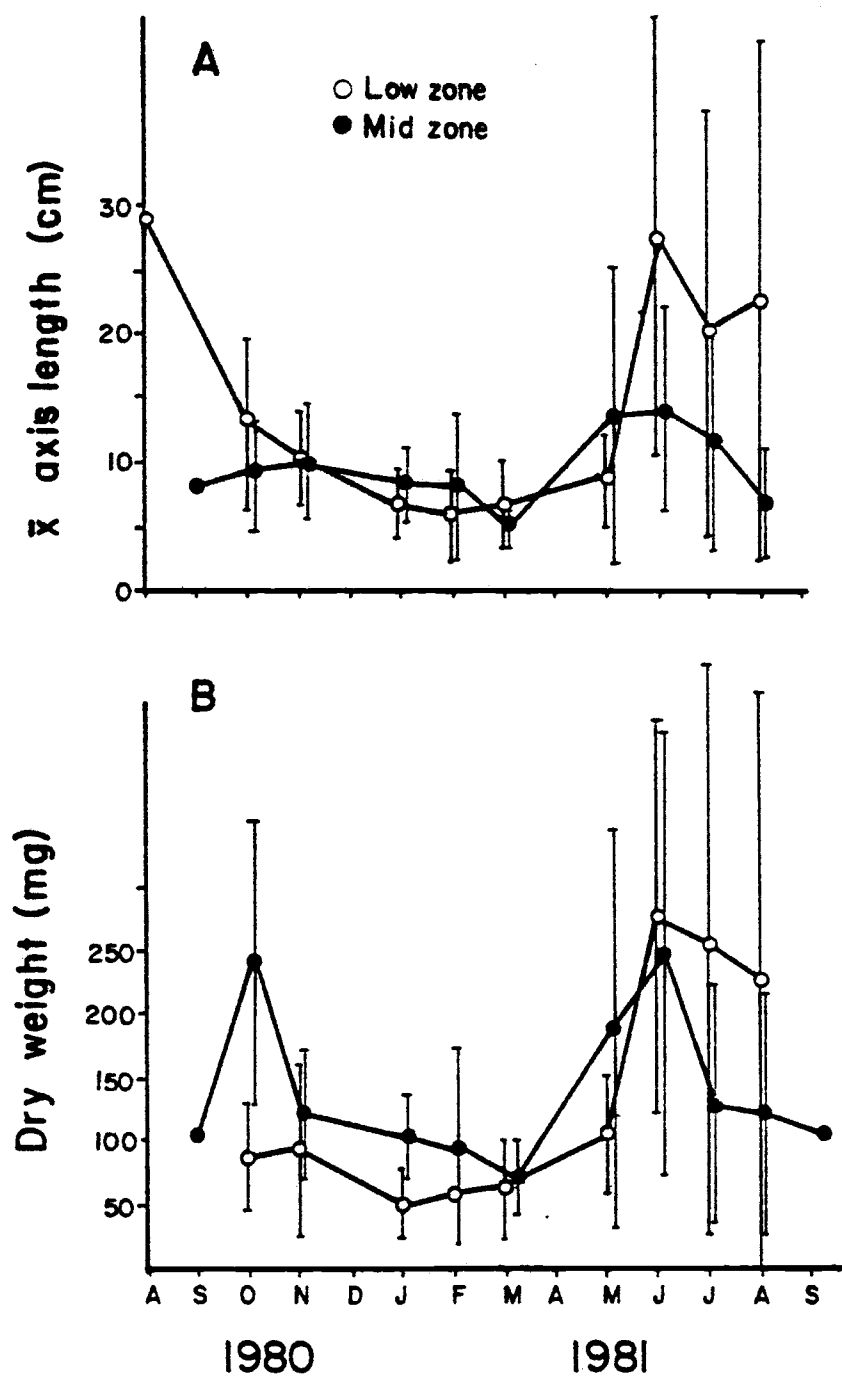 A
Low zone
Mid zone
x̄ axis length (cm)
30
20
10
0
B
Dry weight (mg)
250
200
150
100
50
A S O N D J F M A M J J A S
1980 1981